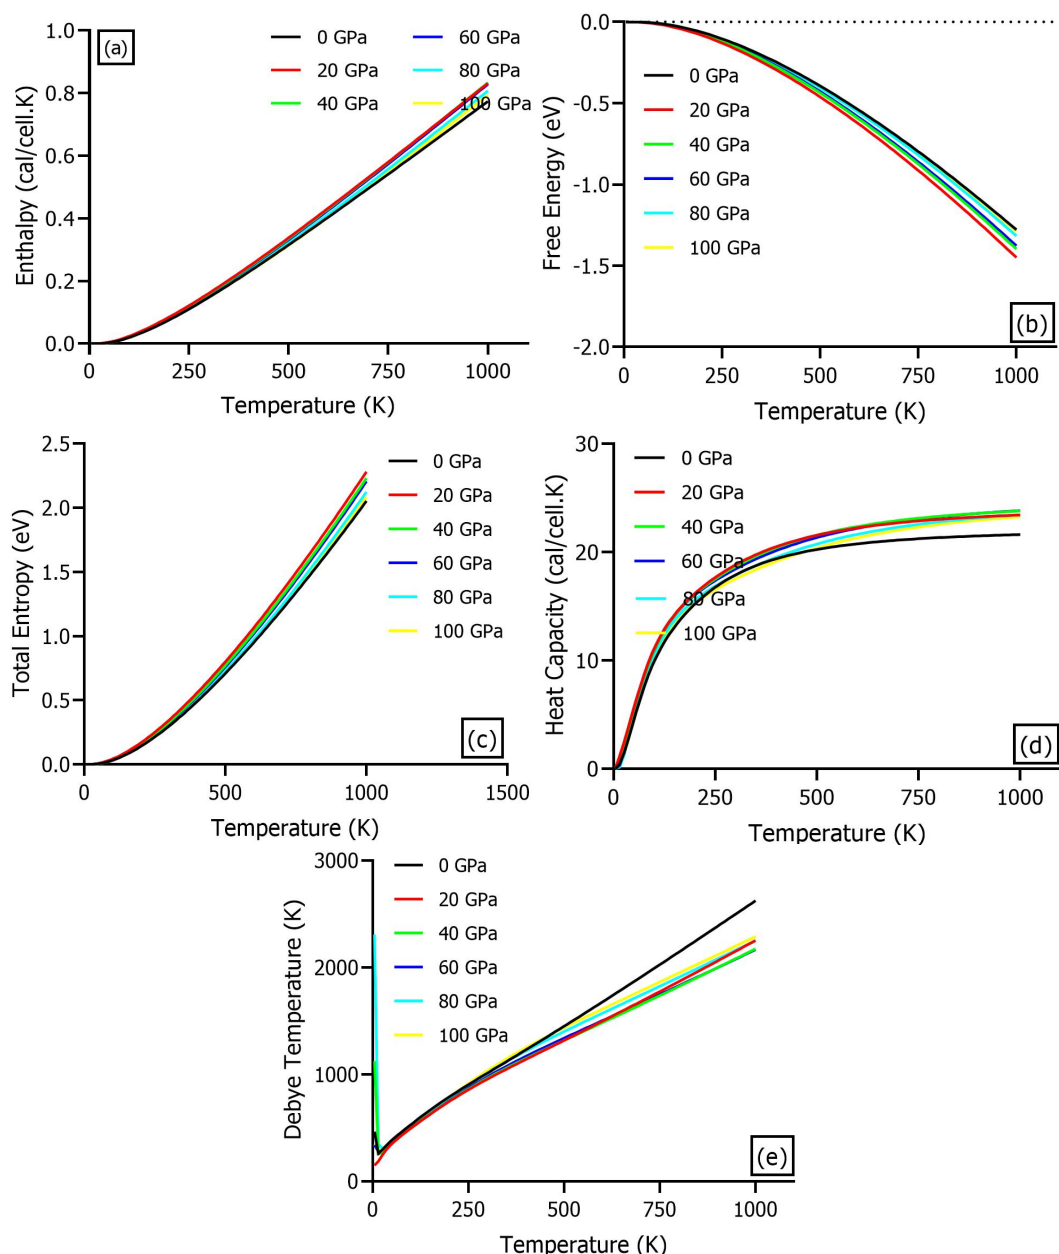 (a)
Enthalpy (cal/cell.K)
1.0
0.8
0.6
0.4
0.2
0.0
0 GPa
20 GPa
40 GPa
60 GPa
80 GPa
100 GPa
0 250 500 750 1000
Temperature (K)
(b)
Free Energy (eV)
0.0
-0.5
-1.0
-1.5
-2.0
0 GPa
20 GPa
40 GPa
60 GPa
80 GPa
100 GPa
0 250 500 750 1000
Temperature (K)
(c)
Total Entropy (eV)
2.5
2.0
1.5
1.0
0.5
0.0
0 GPa
20 GPa
40 GPa
60 GPa
80 GPa
100 GPa
0 500 1000 1500
Temperature (K)
(d)
Heat Capacity (cal/cell.K)
30
20
10
0
0 GPa
20 GPa
40 GPa
60 GPa
80 GPa
100 GPa
0 250 500 750 1000
Temperature (K)
(e)
Debye Temperature (K)
3000
2000
1000
0
0 GPa
20 GPa
40 GPa
60 GPa
80 GPa
100 GPa
0 250 500 750 1000
Temperature (K)